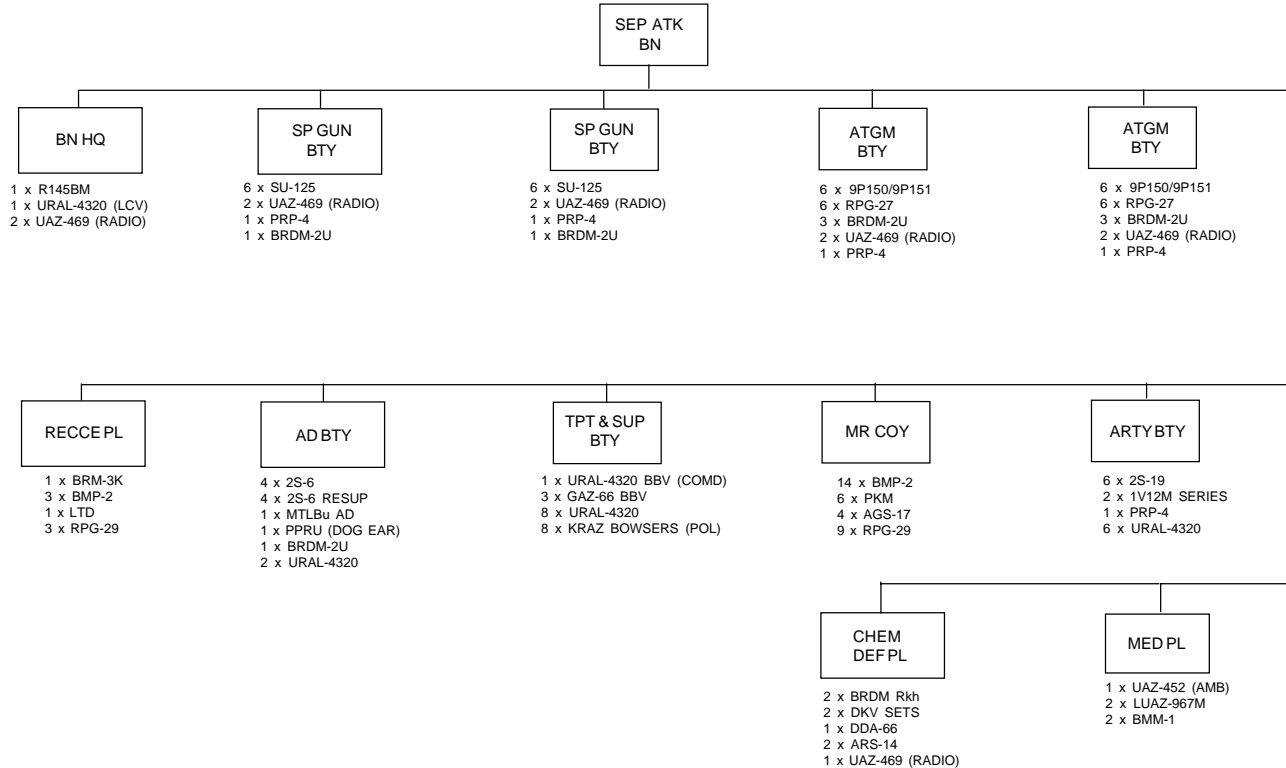 SEP ATK
BN
BN HQ
1 x R145BM
1 x URAL-4320 (LCV)
2 x UAZ-469 (RADIO)
SP GUN
BTY
6 x SU-125
2 x UAZ-469 (RADIO)
1 x PRP-4
1 x BRDM-2U
SP GUN
BTY
6 x SU-125
2 x UAZ-469 (RADIO)
1 x PRP-4
1 x BRDM-2U
ATGM
BTY
6 x 9P150/9P151
6 x RPG-27
3 x BRDM-2U
2 x UAZ-469 (RADIO)
1 x PRP-4
ATGM
BTY
6 x 9P150/9P151
6 x RPG-27
3 x BRDM-2U
2 x UAZ-469 (RADIO)
1 x PRP-4
RECCE PL
1 x BRM-3K
3 x BMP-2
1 x LTD
3 x RPG-29
AD BTY
4 x 2S-6
4 x 2S-6 RESUP
1 x MTLBu AD
1 x PPRU (DOG EAR)
1 x BRDM-2U
2 x URAL-4320
TPT & SUP
BTY
1 x URAL-4320 BBV (COMD)
3 x GAZ-66 BBV
8 x URAL-4320
8 x KRAZ BOWSERS (POL)
MR COY
14 x BMP-2
6 x PKM
4 x AGS-17
9 x RPG-29
ARTY BTY
6 x 2S-19
2 x 1V12M SERIES
1 x PRP-4
6 x URAL-4320
CHEM
DEF PL
2 x BRDM Rkh
2 x DKV SETS
1 x DDA-66
2 x ARS-14
1 x UAZ-469 (RADIO)
MED PL
1 x UAZ-452 (AMB)
2 x LUAZ-967M
2 x BMM-1